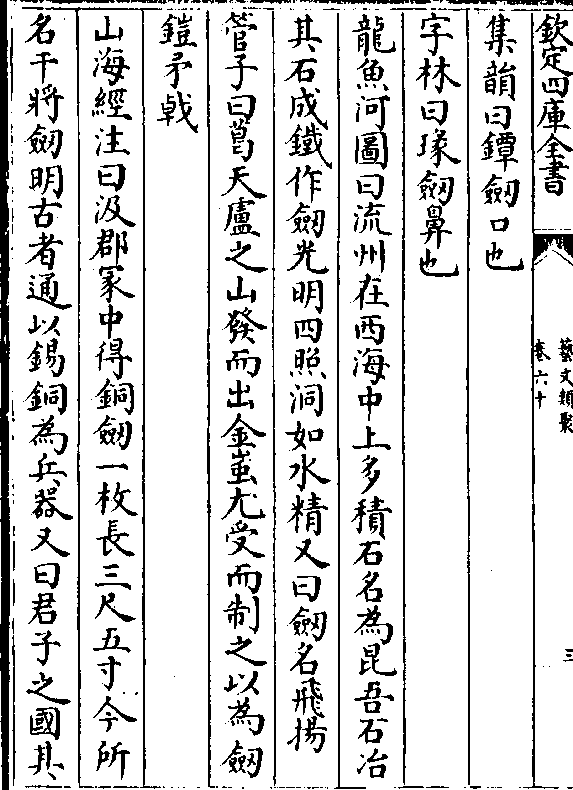 欽定四庫全書
藝文類聚
卷六十
三
集韻曰鐔劒口也
字林曰璏劒鼻也
龍魚河圖曰流州在西海中上多積石名為昆吾石冶
其石成鐵作劒光明四照洞如水精又曰劒名飛揚
管子曰葛天廬之山發而出金蚩尤受而制之以為劒
鎧矛戟
山海經注曰汲郡冢中得銅劒一枚長三尺五寸今所
名干將劒明古者通以錫銅為兵器又曰君子之國其